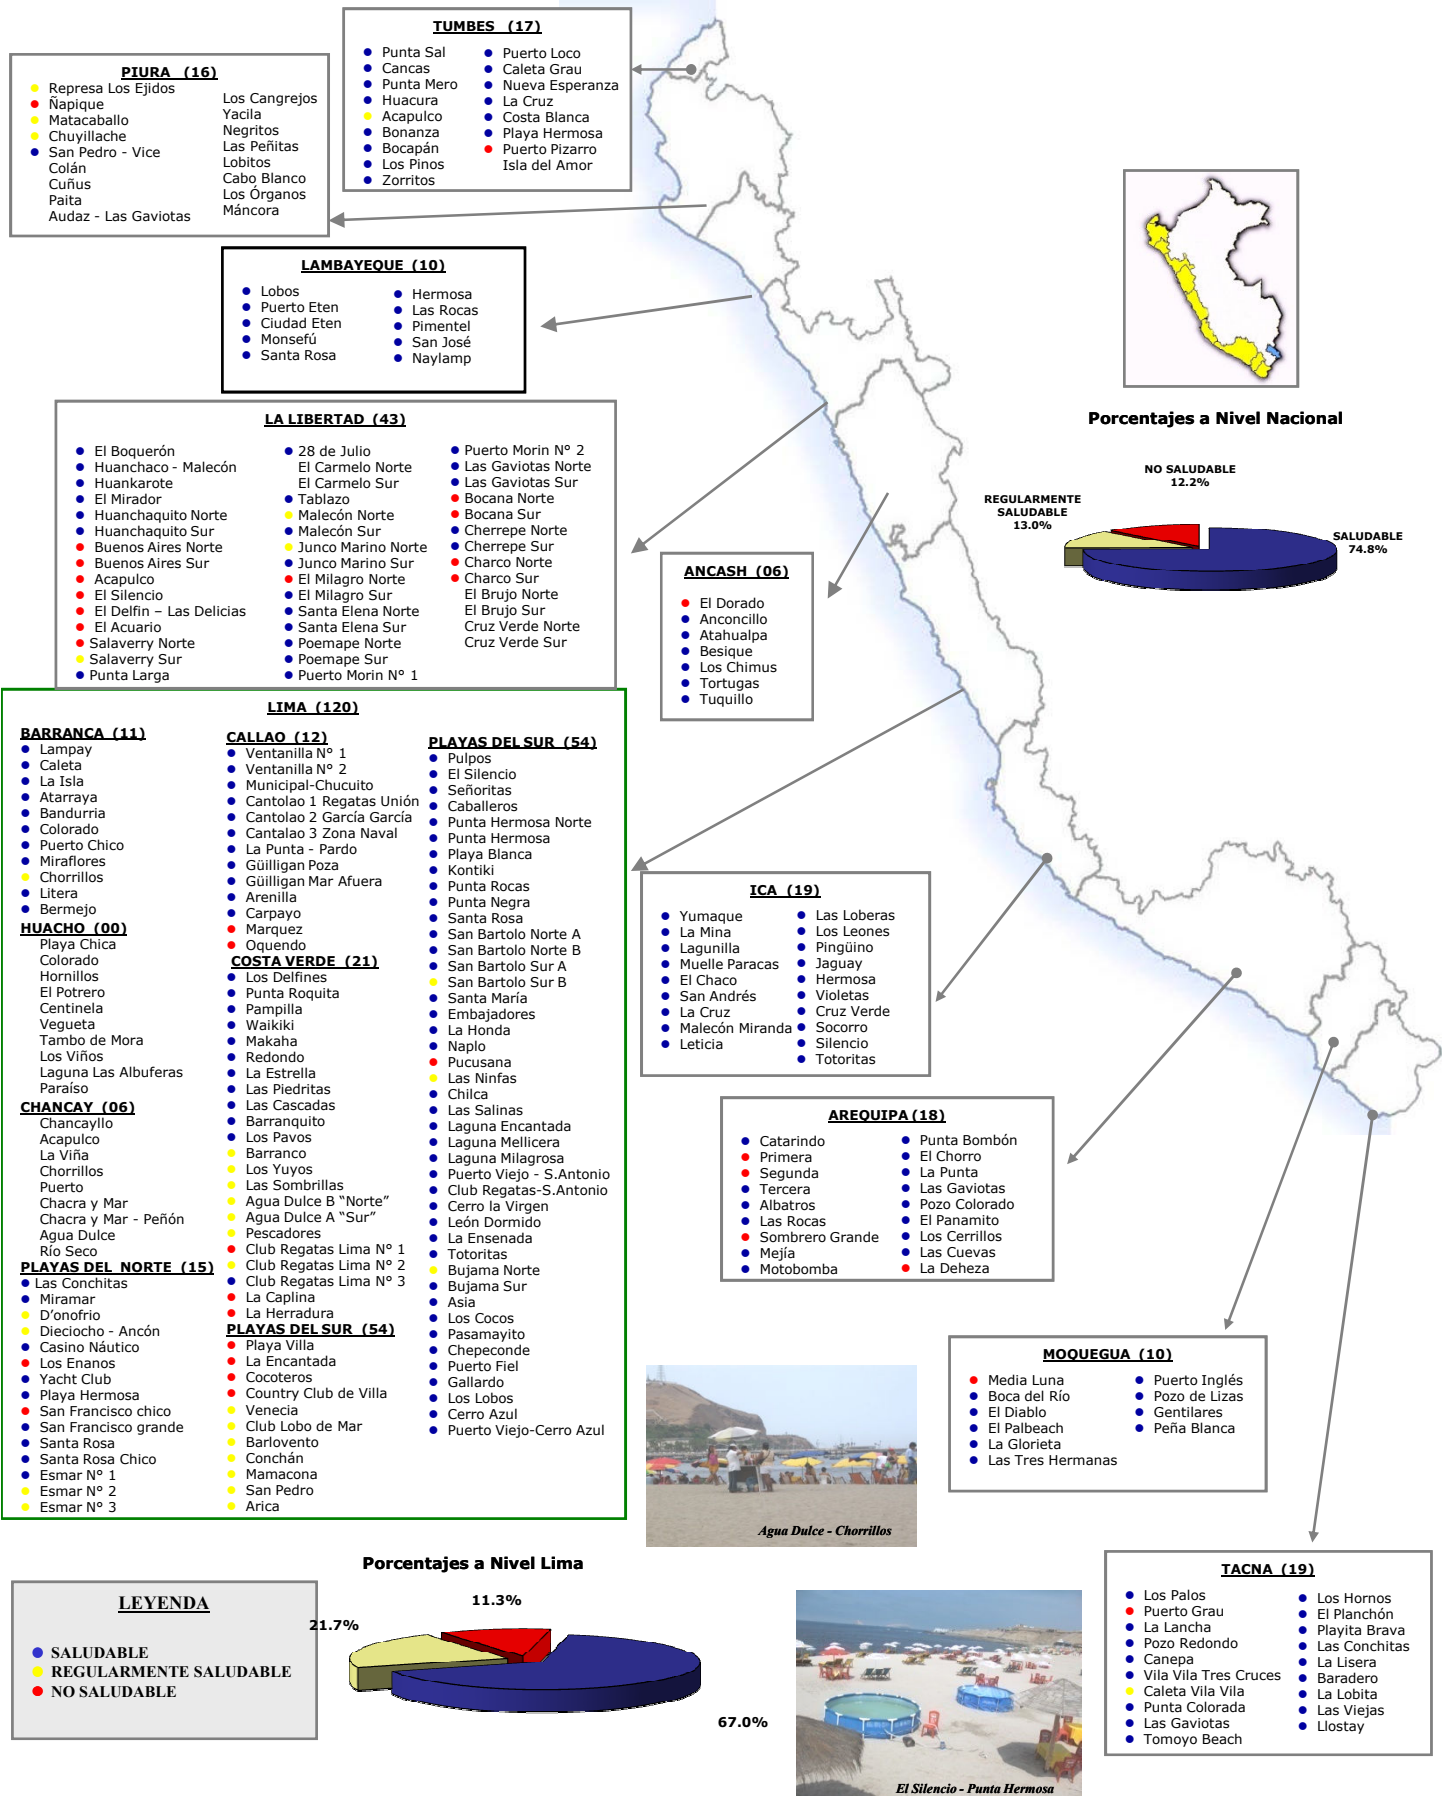 TUMBES (17)
Punta Sal
Cancas
Punta Mero
Huacura
Acapulco
Bonanza
Bocapán
Los Pinos
Zorritos
Puerto Loco
Caleta Grau
Nueva Esperanza
La Cruz
Costa Blanca
Playa Hermosa
Puerto Pizarro
Isla del Amor
PIURA (16)
Represa Los Ejidos
Ñapique
Matacaballo
Chuyillache
San Pedro - Vice
Colán
Cuñus
Paita
Audaz - Las Gaviotas
Los Cangrejos
Yacila
Negritos
Las Peñitas
Lobitos
Cabo Blanco
Los Órganos
Máncora
LAMBAYEQUE (10)
Lobos
Puerto Eten
Ciudad Eten
Monsefú
Santa Rosa
Hermosa
Las Rocas
Pimentel
San José
Naylamp
Porcentajes a Nivel Nacional
NO SALUDABLE
12.2%
REGULARMENTE
SALUDABLE
13.0%
SALUDABLE
74.8%
LA LIBERTAD (43)
El Boquerón
Huanchaco - Malecón
Huankarote
El Mirador
Huanchaquito Norte
Huanchaquito Sur
Buenos Aires Norte
Buenos Aires Sur
Acapulco
El Silencio
El Delfin – Las Delicias
El Acuario
Salaverry Norte
Salaverry Sur
Punta Larga
28 de Julio
El Carmelo Norte
El Carmelo Sur
Tablazo
Malecón Norte
Malecón Sur
Junco Marino Norte
Junco Marino Sur
El Milagro Norte
El Milagro Sur
Santa Elena Norte
Santa Elena Sur
Poemape Norte
Poemape Sur
Puerto Morin N° 1
Puerto Morin N° 2
Las Gaviotas Norte
Las Gaviotas Sur
Bocana Norte
Bocana Sur
Cherrepe Norte
Cherrepe Sur
Charco Norte
Charco Sur
El Brujo Norte
El Brujo Sur
Cruz Verde Norte
Cruz Verde Sur
ANCASH (06)
El Dorado
Anconcillo
Atahualpa
Besique
Los Chimus
Tortugas
Tuquillo
LIMA (120)
BARRANCA (11)
Lampay
Caleta
La Isla
Atarraya
Bandurria
Colorado
Puerto Chico
Miraflores
Chorrillos
Litera
Bermejo
HUACHO (00)
Playa Chica
Colorado
Hornillos
El Potrero
Centinela
Vegueta
Tambo de Mora
Los Viños
Laguna Las Albuferas
Paraíso
CHANCAY (06)
Chancayllo
Acapulco
La Viña
Chorrillos
Puerto
Chacra y Mar
Chacra y Mar - Peñón
Agua Dulce
Río Seco
PLAYAS DEL NORTE (15)
Las Conchitas
Miramar
D'onofrio
Dieciocho - Ancón
Casino Náutico
Los Enanos
Yacht Club
Playa Hermosa
San Francisco chico
San Francisco grande
Santa Rosa
Santa Rosa Chico
Esmar N° 1
Esmar N° 2
Esmar N° 3
CALLAO (12)
Ventanilla N° 1
Ventanilla N° 2
Municipal-Chucuito
Cantolao 1 Regatas Unión
Cantolao 2 García García
Cantalao 3 Zona Naval
La Punta - Pardo
Güilligan Poza
Güilligan Mar Afuera
Arenilla
Carpayo
Marquez
Oquendo
COSTA VERDE (21)
Los Delfines
Punta Roquita
Pampilla
Waikiki
Makaha
Redondo
La Estrella
Las Piedritas
Las Cascadas
Barranquito
Los Pavos
Barranco
Los Yuyos
Las Sombrillas
Agua Dulce B “Norte”
Agua Dulce A “Sur”
Pescadores
Club Regatas Lima N° 1
Club Regatas Lima N° 2
Club Regatas Lima N° 3
La Caplina
La Herradura
PLAYAS DEL SUR (54)
Playa Villa
La Encantada
Cocoteros
Country Club de Villa
Venecia
Club Lobo de Mar
Barlovento
Conchán
Mamacona
San Pedro
Arica
PLAYAS DEL SUR (54)
Pulpos
El Silencio
Señoritas
Caballeros
Punta Hermosa Norte
Punta Hermosa
Playa Blanca
Kontiki
Punta Rocas
Punta Negra
Santa Rosa
San Bartolo Norte A
San Bartolo Norte B
San Bartolo Sur A
San Bartolo Sur B
Santa María
Embajadores
La Honda
Naplo
Pucusana
Las Ninfas
Chilca
Las Salinas
Laguna Encantada
Laguna Mellicera
Laguna Milagrosa
Puerto Viejo - S.Antonio
Club Regatas-S.Antonio
Cerro la Virgen
León Dormido
La Ensenada
Totoritas
Bujama Norte
Bujama Sur
Asia
Los Cocos
Pasamayito
Chepeconde
Puerto Fiel
Gallardo
Los Lobos
Cerro Azul
Puerto Viejo-Cerro Azul
ICA (19)
Yumaque
La Mina
Lagunilla
Muelle Paracas
El Chaco
San Andrés
La Cruz
Malecón Miranda
Leticia
Las Loberas
Los Leones
Pingüino
Jaguay
Hermosa
Violetas
Cruz Verde
Socorro
Silencio
Totoritas
AREQUIPA (18)
Catarindo
Primera
Segunda
Tercera
Albatros
Las Rocas
Sombrero Grande
Mejía
Motobomba
Punta Bombón
El Chorro
La Punta
Las Gaviotas
Pozo Colorado
El Panamito
Los Cerrillos
Las Cuevas
La Deheza
MOQUEGUA (10)
Media Luna
Boca del Río
El Diablo
El Palbeach
La Glorieta
Las Tres Hermanas
Puerto Inglés
Pozo de Lizas
Gentilares
Peña Blanca
Agua Dulce - Chorrillos
TACNA (19)
Los Palos
Puerto Grau
La Lancha
Pozo Redondo
Canepa
Vila Vila Tres Cruces
Caleta Vila Vila
Punta Colorada
Las Gaviotas
Tomoyo Beach
Los Hornos
El Planchón
Playita Brava
Las Conchitas
La Lisera
Baradero
La Lobita
Las Viejas
Llostay
Porcentajes a Nivel Lima
11.3%
21.7%
67.0%
LEYENDA
SALUDABLE
REGULARMENTE SALUDABLE
NO SALUDABLE
El Silencio - Punta Hermosa